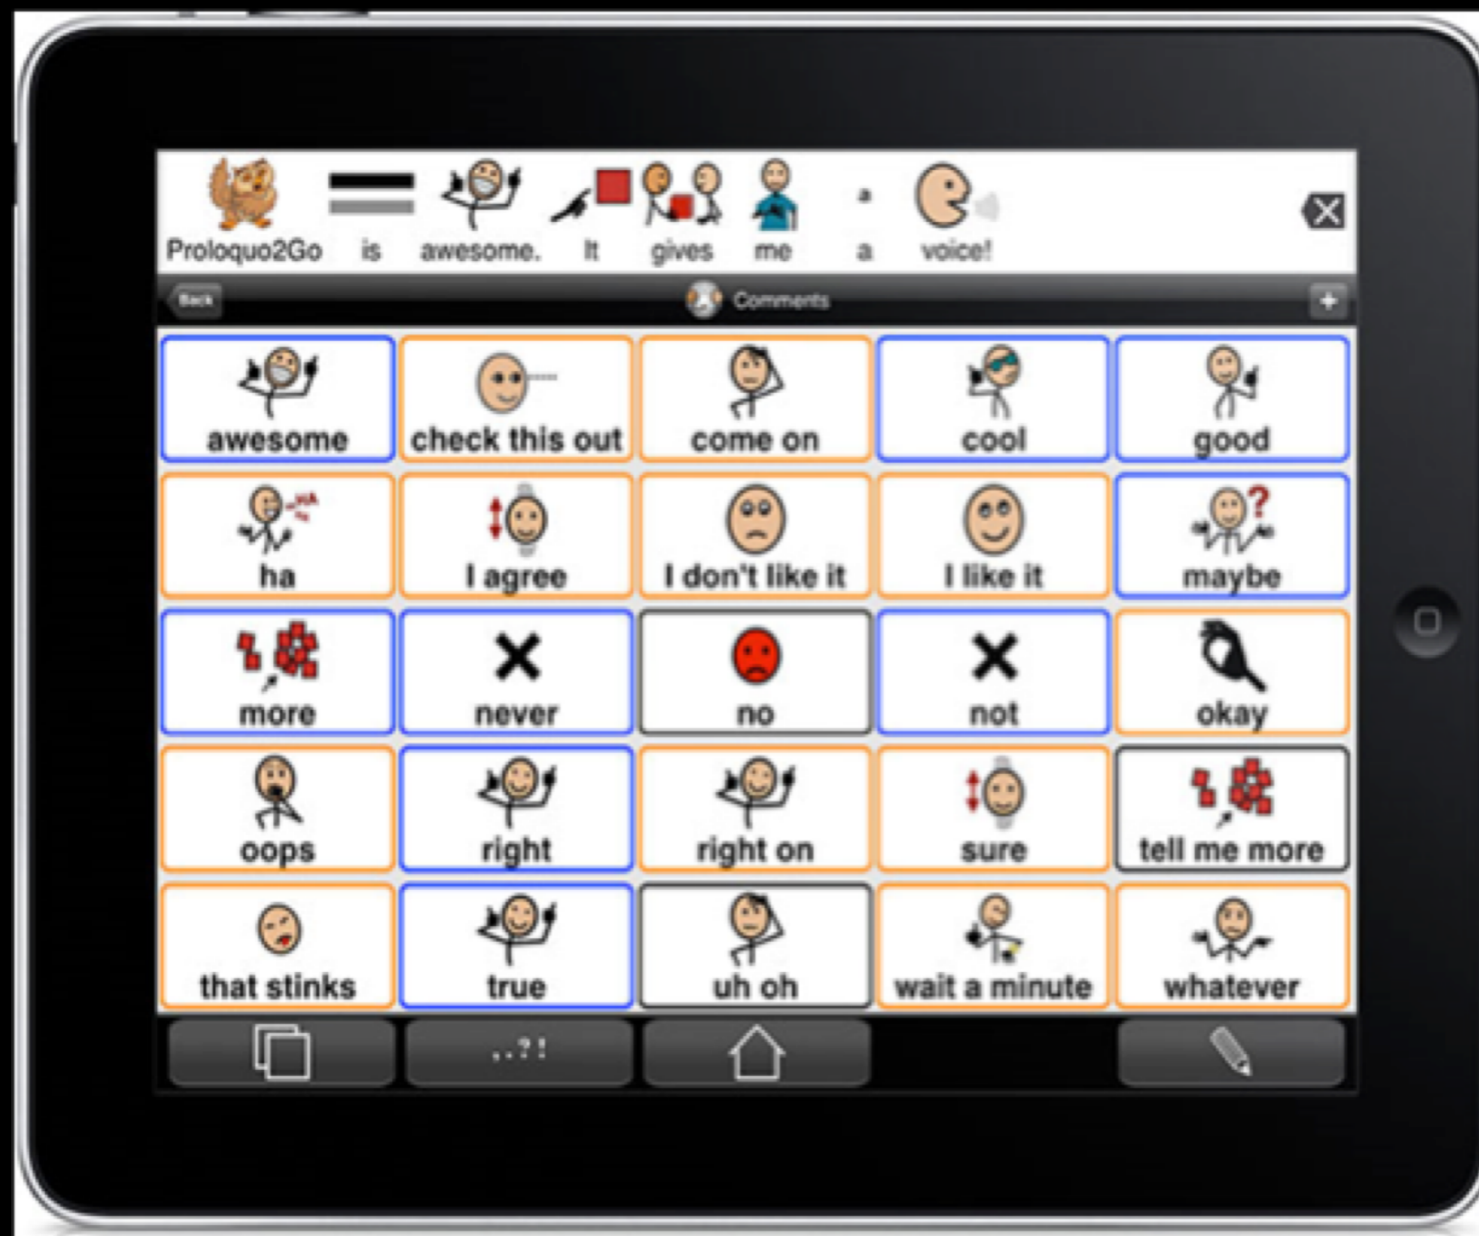 Proloquo2Go is awesome. It gives me a voice!
Back Comments +
awesome check this out come on cool good
ha I agree I don't like it I like it maybe
more never no not okay
oops right right on sure tell me more
that stinks true uh oh wait a minute whatever
,.?!